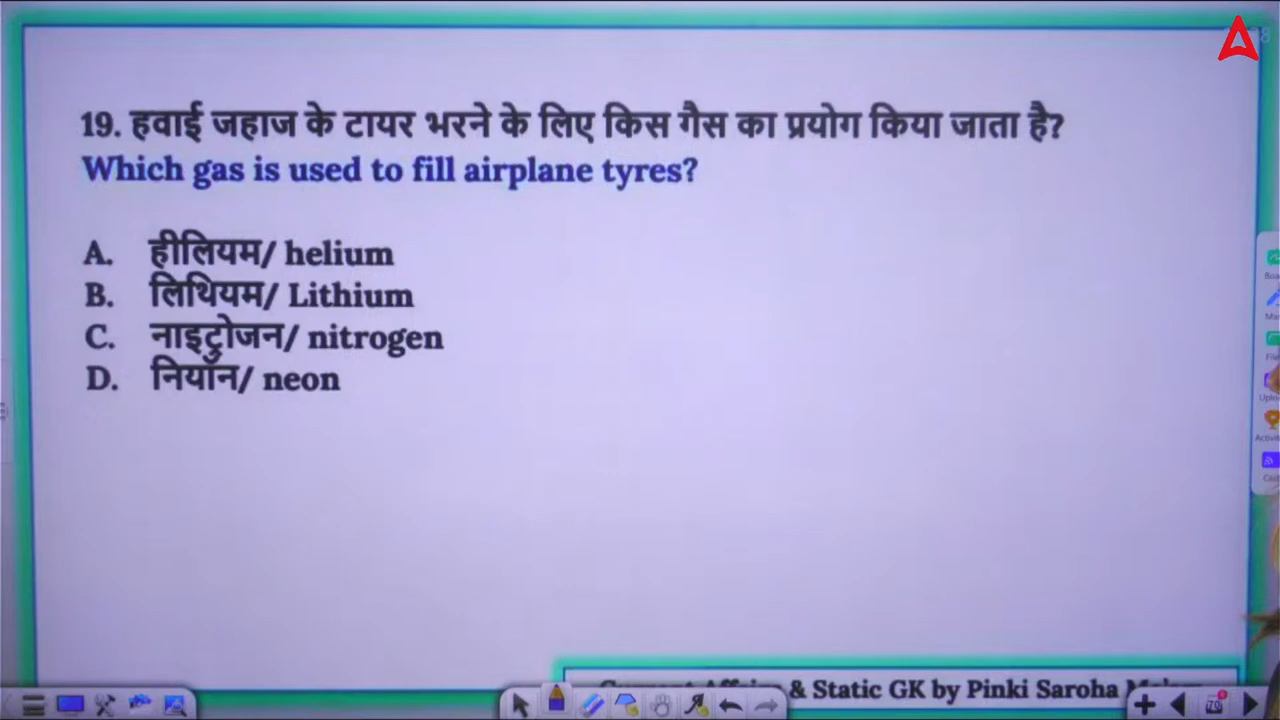 19. हवाई जहाज के टायर भरने के लिए किस गैस का प्रयोग किया जाता है?
Which gas is used to fill airplane tyres?
A. हीलियम/ helium
B. लिथियम/ Lithium
C. नाइट्रोजन/ nitrogen
D. नियॉन/ neon
& Static GK by Pinki Saroha